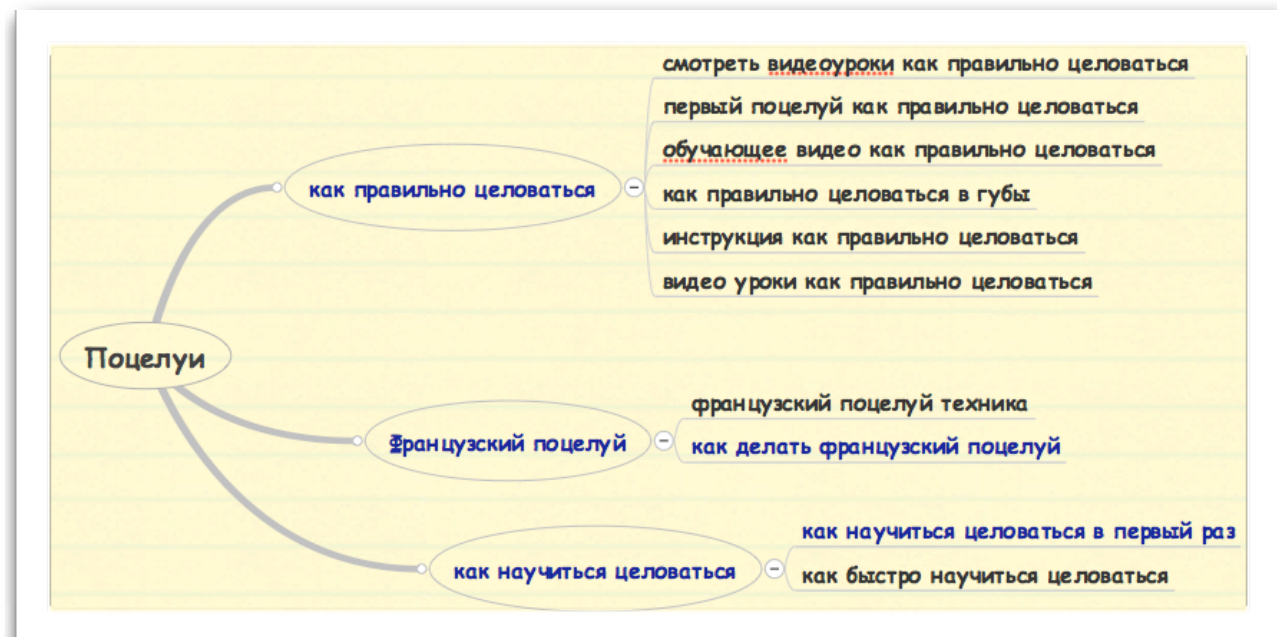 смотреть видеоуроки как правильно целоваться
первый поцелуй как правильно целоваться
обучающее видео как правильно целоваться
как правильно целоваться
как правильно целоваться в губы
инструкция как правильно целоваться
видео уроки как правильно целоваться
Поцелуи
французский поцелуй техника
Французский поцелуй
как делать французский поцелуй
как научиться целоваться в первый раз
как научиться целоваться
как быстро научиться целоваться